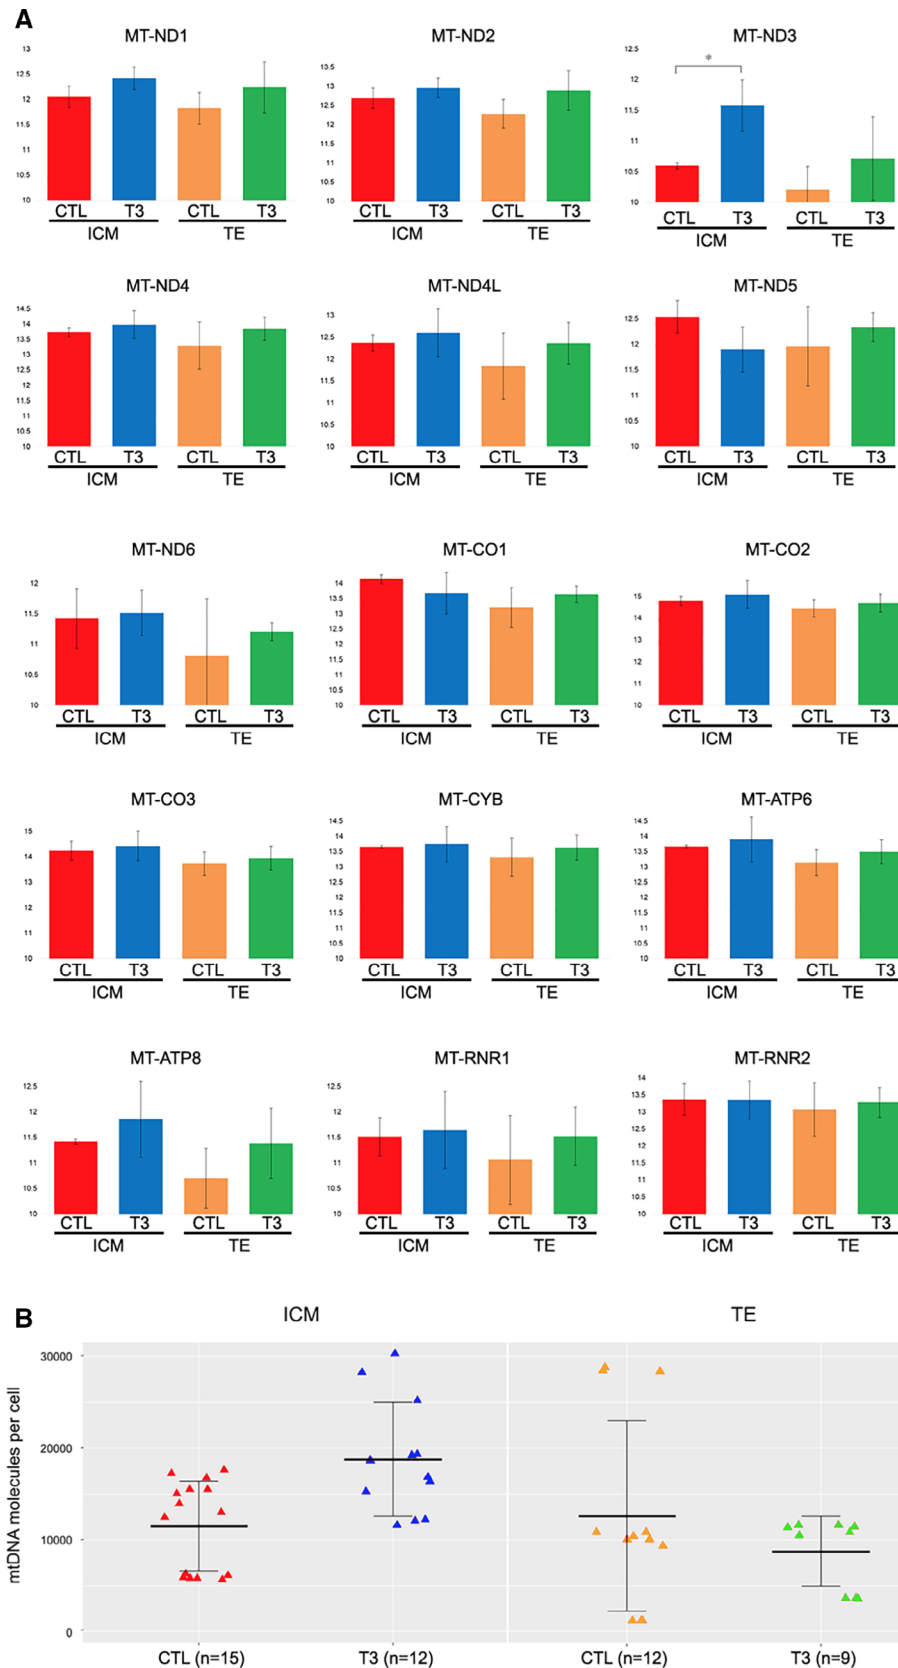 A
MT-ND1
MT-ND2
MT-ND3
13
12.5
12
11.5
11
10.5
10
13.5
13
12.5
12
11.5
11
10.5
10
12.5
12
11.5
11
10.5
10
*
CTL T3 CTL T3
ICM TE
CTL T3 CTL T3
ICM TE
CTL T3 CTL T3
ICM TE
MT-ND4
MT-ND4L
MT-ND5
14.5
14
13.5
13
12.5
12
11.5
11
10.5
10
13
12.5
12
11.5
11
10.5
10
12.5
12
11.5
11
10.5
10
CTL T3 CTL T3
ICM TE
CTL T3 CTL T3
ICM TE
CTL T3 CTL T3
ICM TE
MT-ND6
MT-CO1
MT-CO2
12
11.5
11
10.5
10
14
13.5
13
12.5
12
11.5
11
10.5
10
15
14
13
12
11
10
CTL T3 CTL T3
ICM TE
CTL T3 CTL T3
ICM TE
CTL T3 CTL T3
ICM TE
MT-CO3
MT-CYB
MT-ATP6
15
14
13
12
11
10
14.5
14
13.5
13
12.5
12
11.5
11
10.5
10
14.5
14
13.5
13
12.5
12
11.5
11
10.5
10
CTL T3 CTL T3
ICM TE
CTL T3 CTL T3
ICM TE
CTL T3 CTL T3
ICM TE
MT-ATP8
MT-RNR1
MT-RNR2
12.5
12
11.5
11
10.5
10
12.5
12
11.5
11
10.5
10
14
13.5
13
12.5
12
11.5
11
10.5
10
CTL T3 CTL T3
ICM TE
CTL T3 CTL T3
ICM TE
CTL T3 CTL T3
ICM TE
B
ICM TE
mtDNA molecules per cell
30000
20000
10000
0
CTL (n=15) T3 (n=12) CTL (n=12) T3 (n=9)